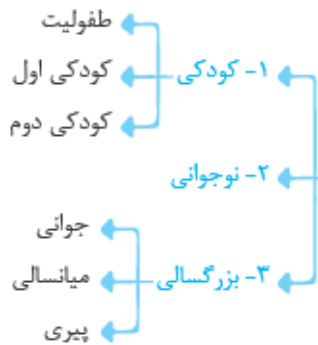 طفولیت
۱- کودکی
کودکی اول
کودکی دوم
۲- نوجوانی
جوانی
۳- بزرگسالی
میانسالی
پیری